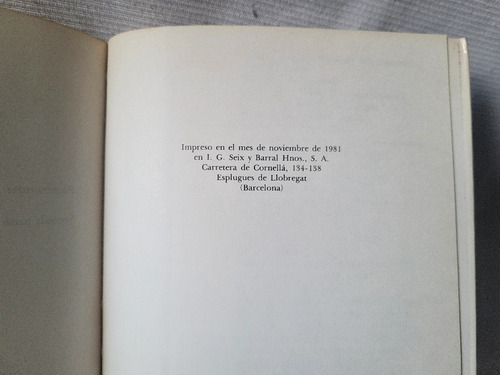 Impreso en el mes de noviembre de 1981
en I. G. Seix y Barral Hnos., S. A.
Carretera de Cornellá, 134-138
Esplugues de Llobregat
(Barcelona)